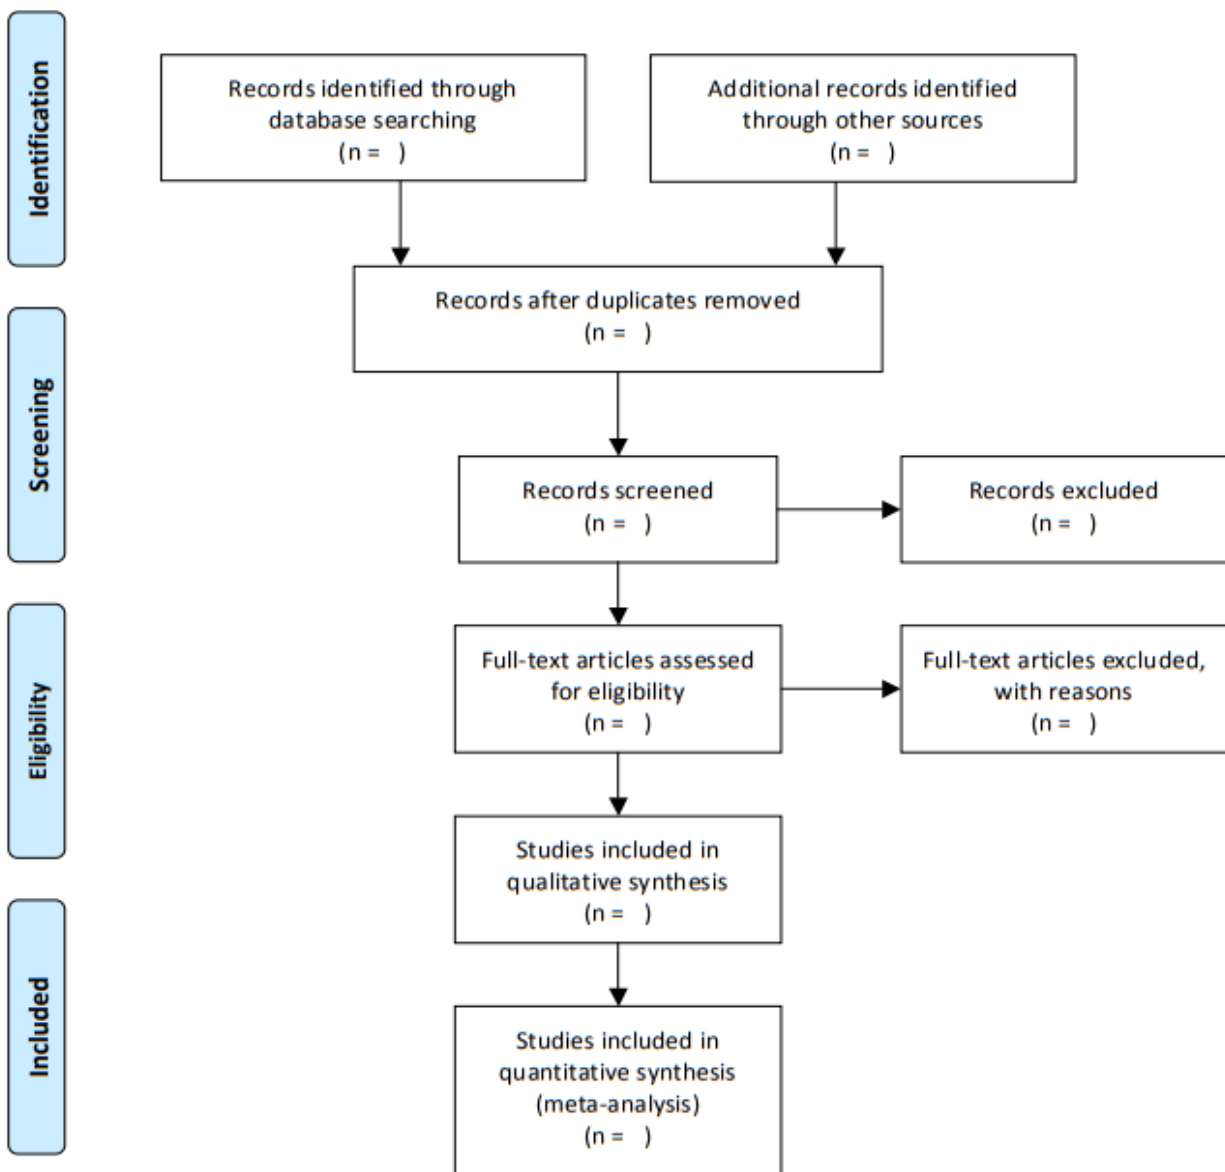 Identification
Records identified through
database searching
(n =   )
Additional records identified
through other sources
(n =   )
Records after duplicates removed
(n =   )
Screening
Records screened
(n =   )
Records excluded
(n =   )
Eligibility
Full-text articles assessed
for eligibility
(n =   )
Full-text articles excluded,
with reasons
(n =   )
Studies included in
qualitative synthesis
(n =   )
Included
Studies included in
quantitative synthesis
(meta-analysis)
(n =   )